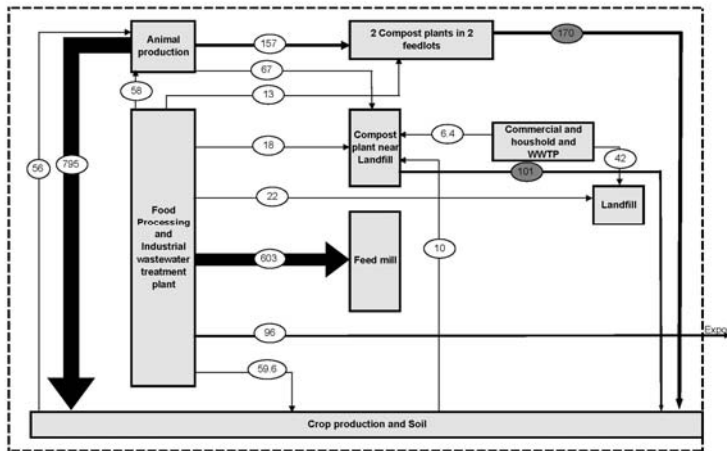 Animal
production
157
2 Compost plants in 2
feedlots
170
67
58
13
56
795
18
Compost
plant near
Landfill
6.4
Commercial and
houshold and
WWTP
42
101
22
Landfill
Food
Processing
and
Industrial
wastewater
treatment
plant
603
Feed mill
10
96
Expo
59.6
Crop production and Soil